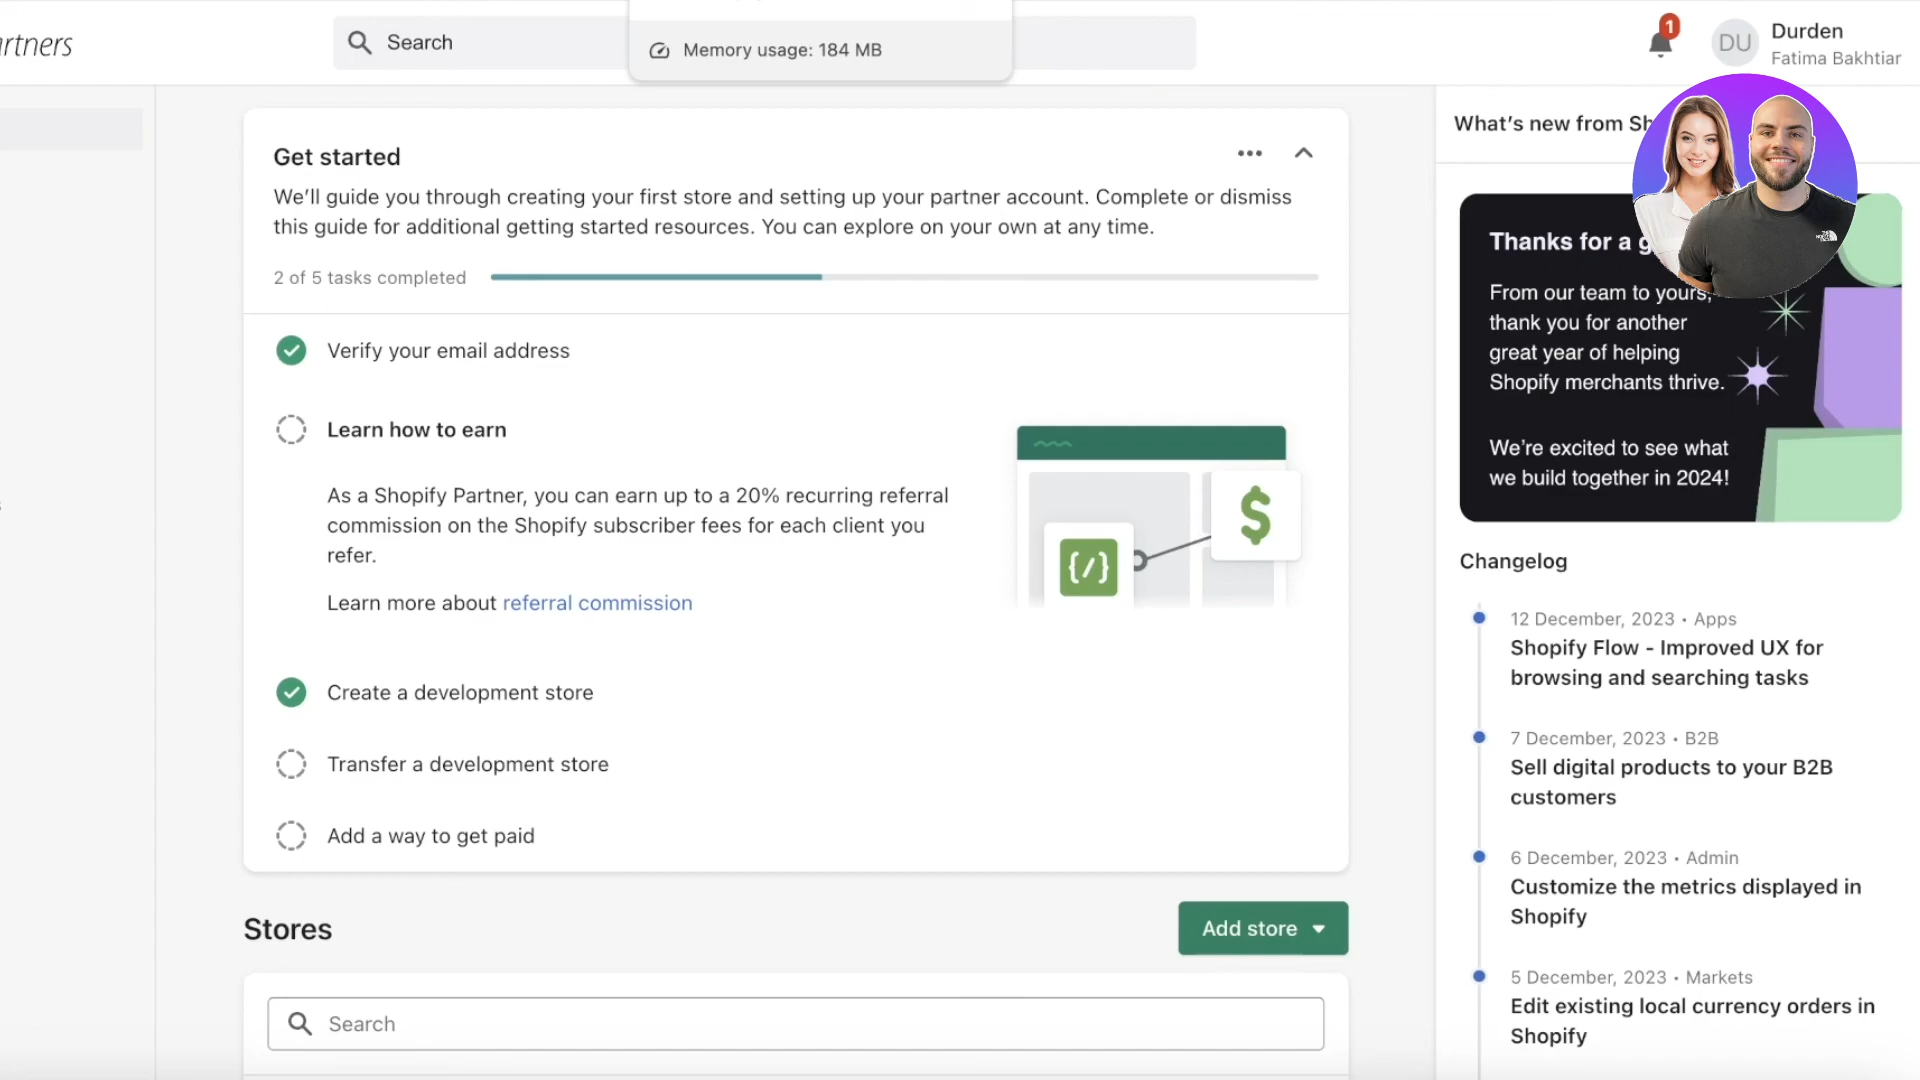 rtners
Search
Memory usage: 184 MB
1
DU
Durden
Fatima Bakhtiar
Get started
We'll guide you through creating your first store and setting up your partner account. Complete or dismiss
this guide for additional getting started resources. You can explore on your own at any time.
2 of 5 tasks completed
Verify your email address
Learn how to earn
As a Shopify Partner, you can earn up to a 20% recurring referral
commission on the Shopify subscriber fees for each client you
refer.
Learn more about referral commission
{/}
$
Create a development store
Transfer a development store
Add a way to get paid
Stores
Add store
Search
What's new from Sh
THE NORTH FACE
Thanks for a g
From our team to yours,
thank you for another
great year of helping
Shopify merchants thrive.
We're excited to see what
we build together in 2024!
Changelog
12 December, 2023 • Apps
Shopify Flow - Improved UX for
browsing and searching tasks
7 December, 2023 • B2B
Sell digital products to your B2B
customers
6 December, 2023 • Admin
Customize the metrics displayed in
Shopify
5 December, 2023 • Markets
Edit existing local currency orders in
Shopify